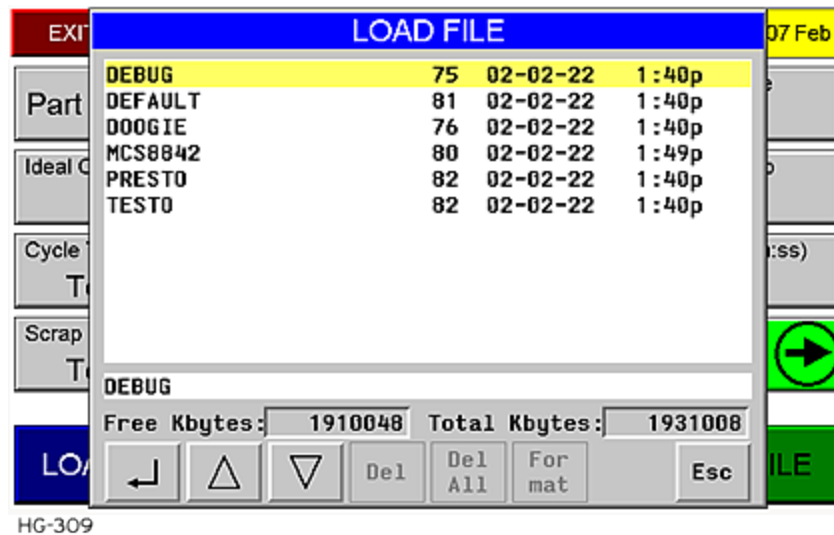 EXI
LOAD FILE
07 Feb
DEBUG 75 02-02-22 1:40p
DEFAULT 81 02-02-22 1:40p
DOOGIE 76 02-02-22 1:40p
MCS8842 80 02-02-22 1:49p
PRESTO 82 02-02-22 1:40p
TESTO 82 02-02-22 1:40p
Part
Ideal C
Cycle
T
:ss)
Scrap
T
DEBUG
Free Kbytes: 1910048 Total Kbytes: 1931008
LO
Del
Del
All
For
mat
Esc
ILE
HG-309